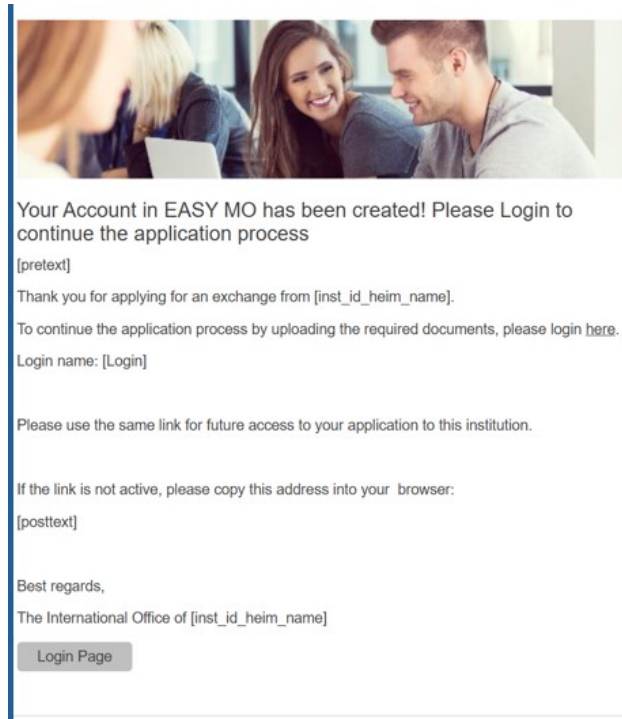 Your Account in EASY MO has been created! Please Login to
continue the application process
[pretext]
Thank you for applying for an exchange from [inst_id_heim_name].
To continue the application process by uploading the required documents, please login here.
Login name: [Login]
Please use the same link for future access to your application to this institution.
If the link is not active, please copy this address into your  browser:
[posttext]
Best regards,
The International Office of [inst_id_heim_name]
Login Page